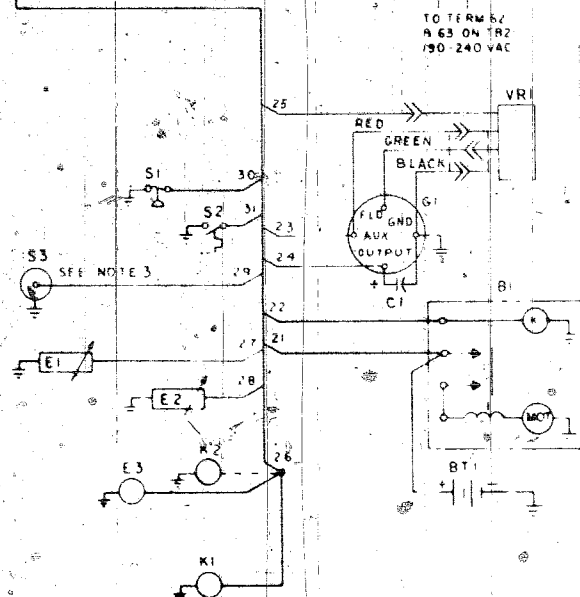 TO TERM 62
& 63 ON TB2
190-240 VAC
VR1
25
RED
GREEN
BLACK
S1
30
S2
31
FLD
GND
G1
AUX
OUTPUT
23
24
+
C1
S3
SEE NOTE 3
29
B1
22
K
21
27
E1
28
E2
MOT
K2
26
E3
BT1
+
-
K1